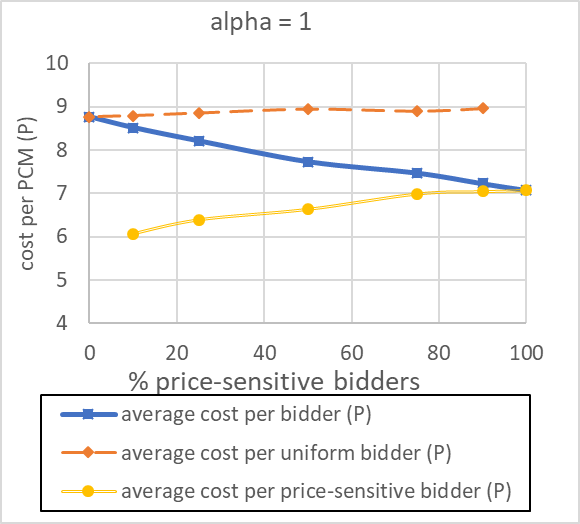 alpha = 1
10
9
8
7
6
5
4
cost per PCM (P)
0 20 40 60 80 100
% price-sensitive bidders
average cost per bidder (P)
average cost per uniform bidder (P)
average cost per price-sensitive bidder (P)